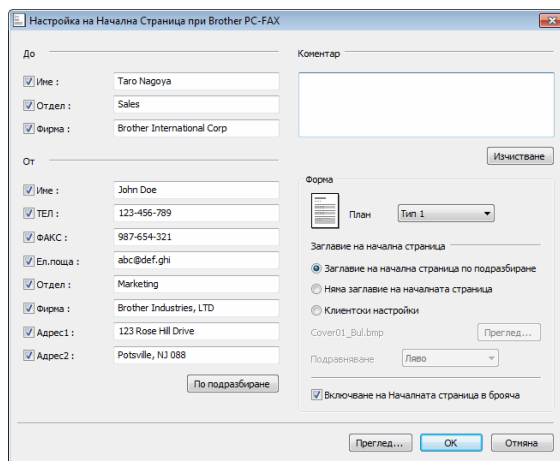 Настройка на Начална Страница при Brother PC-FAX
До
Име :
Taro Nagoya
Отдел :
Sales
Фирма :
Brother International Corp
От
Име :
John Doe
ТЕЛ :
123-456-789
ФАКС :
987-654-321
Ел.поща :
abc@def.ghi
Отдел :
Marketing
Фирма :
Brother Industries, LTD
Адрес1 :
123 Rose Hill Drive
Адрес2 :
Potsville, NJ 088
По подразбиране
Коментар
Изчистване
Форма
План
Тип 1
Заглавие на начална страница
Заглавие на начална страница по подразбиране
Няма заглавие на началната страница
Клиентски настройки
Cover01_Bul.bmp
Преглед...
Подравняване
Ляво
Включване на Началната страница в брояча
Преглед...
OK
Отмяна